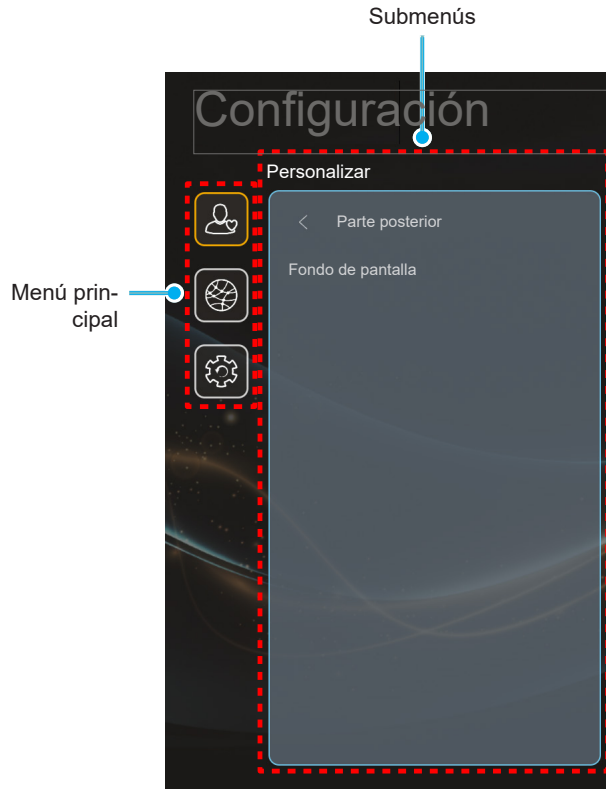 Submenús
Configuración
Personalizar
Parte posterior
Fondo de pantalla
Menú prin-
cipal